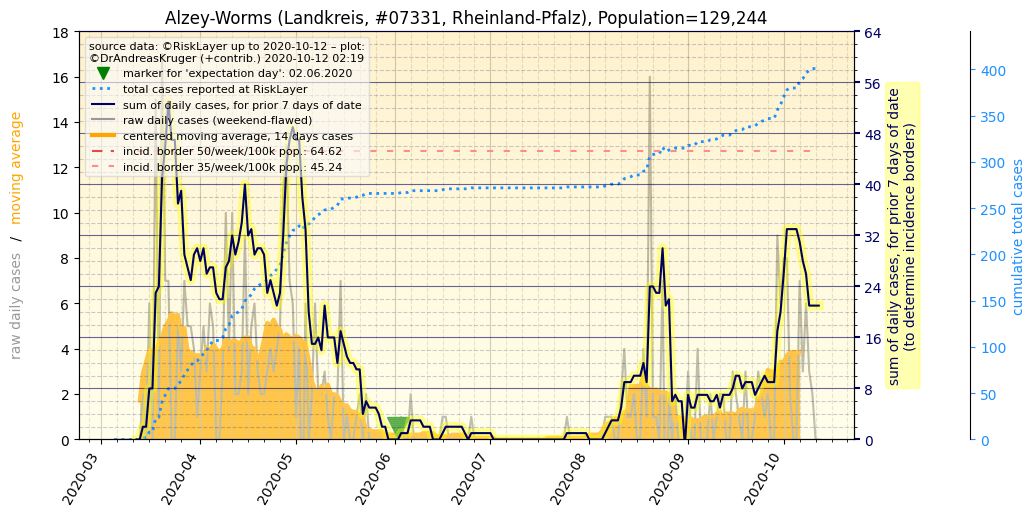 Alzey-Worms (Landkreis, #07331, Rheinland-Pfalz), Population=129,244
source data: ©RiskLayer up to 2020-10-12 – plot:
©DrAndreasKruger (+contrib.) 2020-10-12 02:19
marker for 'expectation day': 02.06.2020
total cases reported at RiskLayer
sum of daily cases, for prior 7 days of date
raw daily cases (weekend-flawed)
centered moving average, 14 days cases
incid. border 50/week/100k pop.: 64.62
incid. border 35/week/100k pop.: 45.24
raw daily cases / moving average
18
16
14
12
10
8
6
4
2
0
2020-03
2020-04
2020-05
2020-06
2020-07
2020-08
2020-09
2020-10
64
56
48
40
32
24
16
8
0
sum of daily cases, for prior 7 days of date
(to determine incidence borders)
400
350
300
250
200
150
100
50
0
cumulative total cases